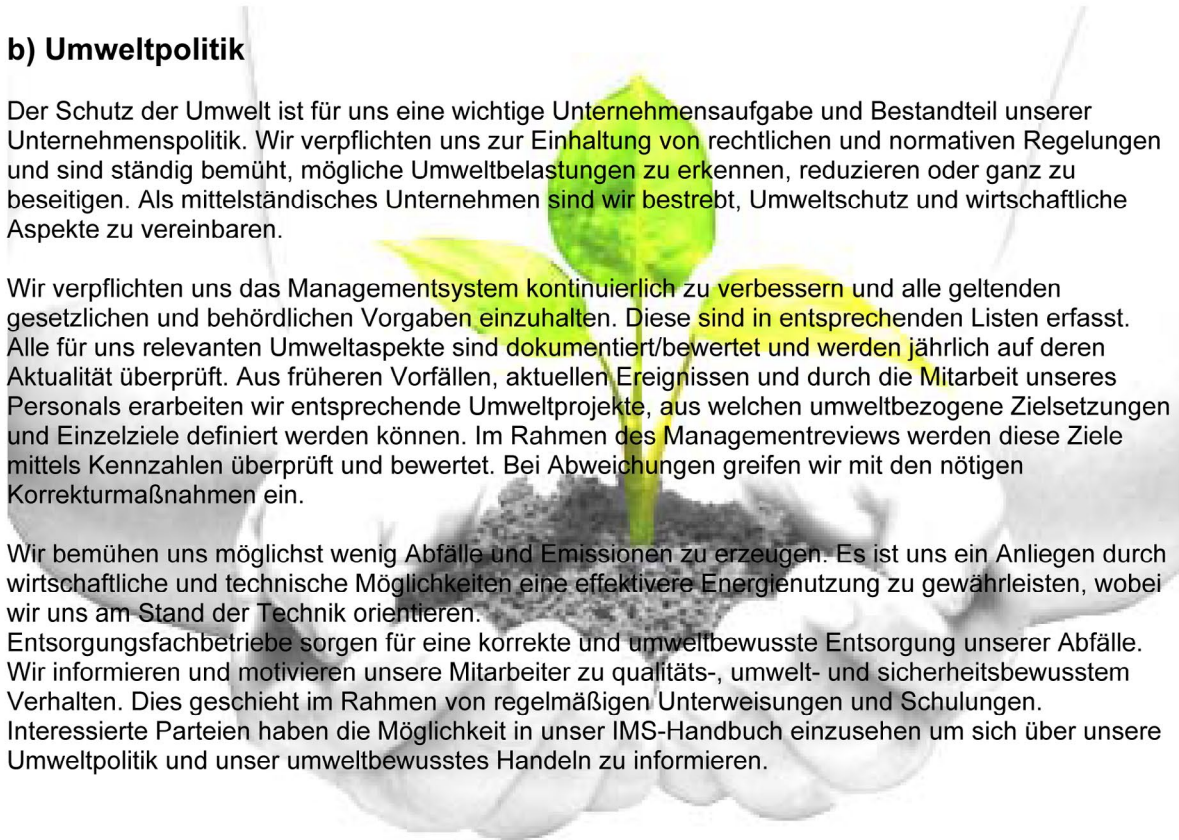 b) Umweltpolitik
Der Schutz der Umwelt ist für uns eine wichtige Unternehmensaufgabe und Bestandteil unserer
Unternehmenspolitik. Wir verpflichten uns zur Einhaltung von rechtlichen und normativen Regelungen
und sind ständig bemüht, mögliche Umweltbelastungen zu erkennen, reduzieren oder ganz zu
beseitigen. Als mittelständisches Unternehmen sind wir bestrebt, Umweltschutz und wirtschaftliche
Aspekte zu vereinbaren.
Wir verpflichten uns das Managementsystem kontinuierlich zu verbessern und alle geltenden
gesetzlichen und behördlichen Vorgaben einzuhalten. Diese sind in entsprechenden Listen erfasst.
Alle für uns relevanten Umweltaspekte sind dokumentiert/bewertet und werden jährlich auf deren
Aktualität überprüft. Aus früheren Vorfällen, aktuellen Ereignissen und durch die Mitarbeit unseres
Personals erarbeiten wir entsprechende Umweltprojekte, aus welchen umweltbezogene Zielsetzungen
und Einzelziele definiert werden können. Im Rahmen des Managementreviews werden diese Ziele
mittels Kennzahlen überprüft und bewertet. Bei Abweichungen greifen wir mit den nötigen
Korrekturmaßnahmen ein.
Wir bemühen uns möglichst wenig Abfälle und Emissionen zu erzeugen. Es ist uns ein Anliegen durch
wirtschaftliche und technische Möglichkeiten eine effektivere Energienutzung zu gewährleisten, wobei
wir uns am Stand der Technik orientieren.
Entsorgungsfachbetriebe sorgen für eine korrekte und umweltbewusste Entsorgung unserer Abfälle.
Wir informieren und motivieren unsere Mitarbeiter zu qualitäts-, umwelt- und sicherheitsbewusstem
Verhalten. Dies geschieht im Rahmen von regelmäßigen Unterweisungen und Schulungen.
Interessierte Parteien haben die Möglichkeit in unser IMS-Handbuch einzusehen um sich über unsere
Umweltpolitik und unser umweltbewusstes Handeln zu informieren.